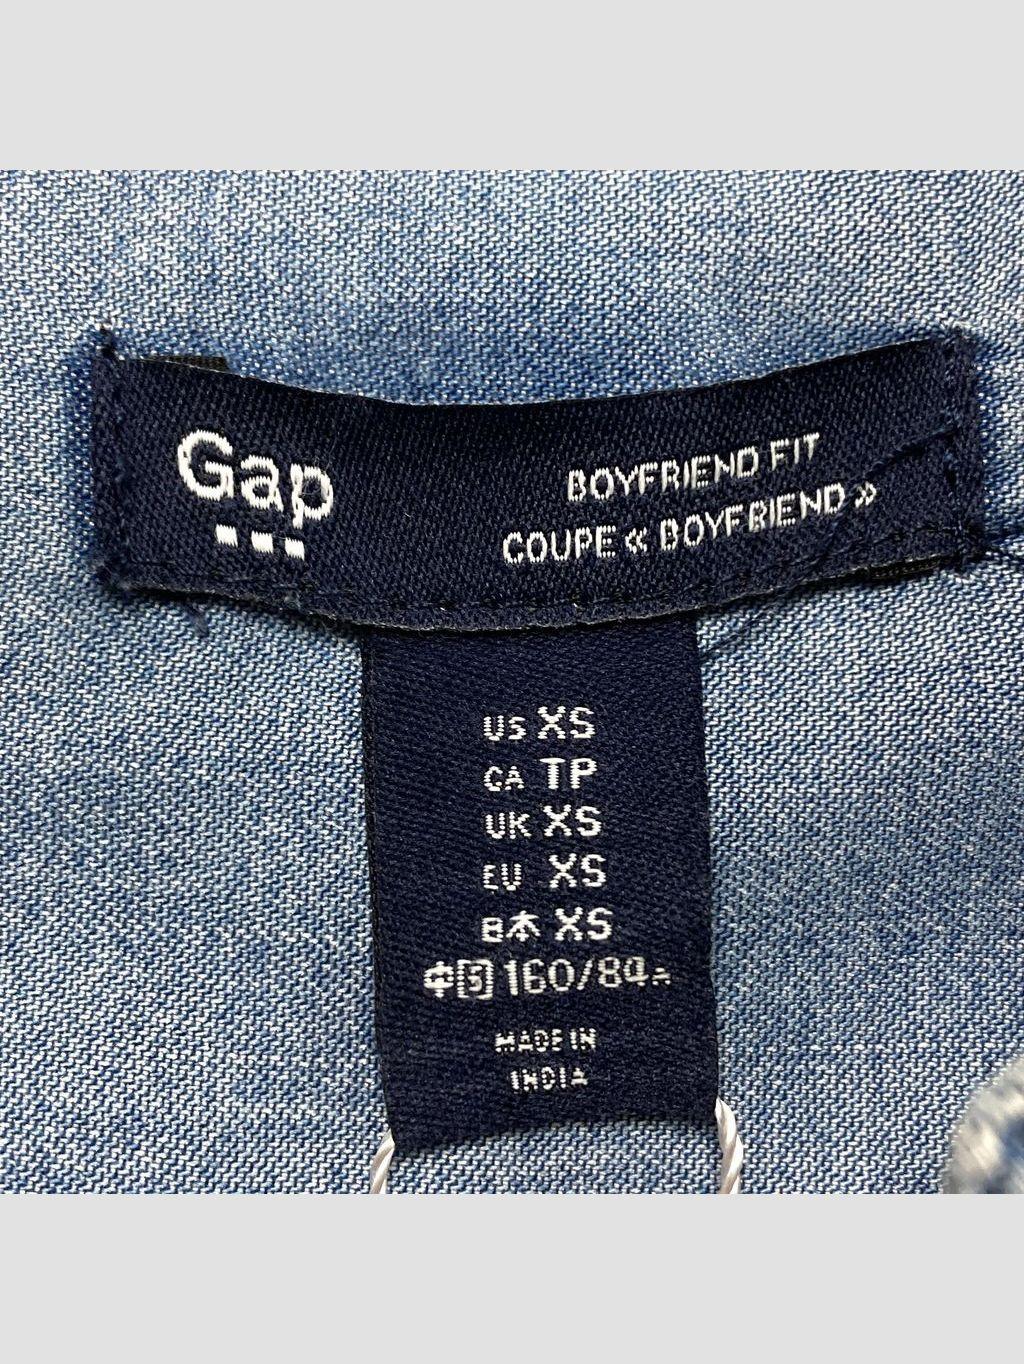 Gap
BOYFRIEND FIT
COUPE « BOYFRIEND »
US XS
CA TP
UK XS
EU XS
日本 XS
中国 160/84A
MADE IN
INDIA